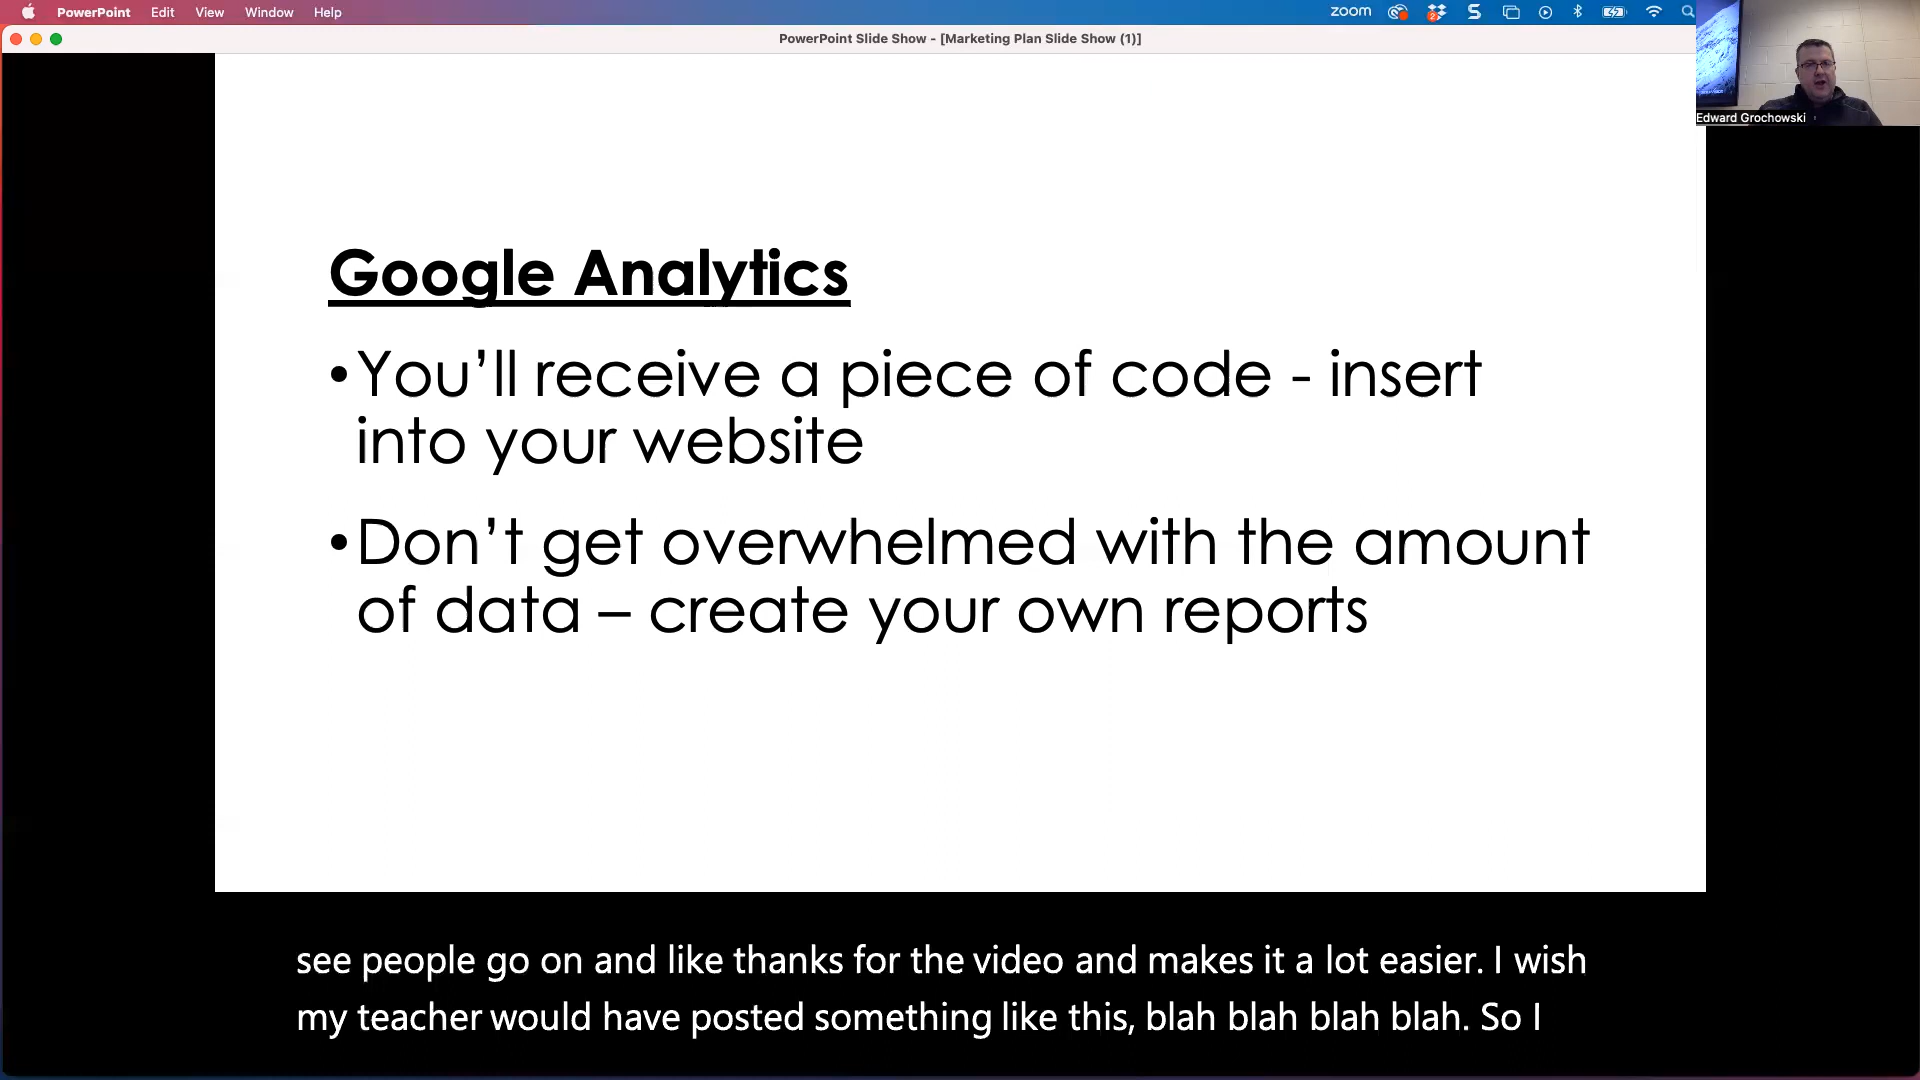 PowerPoint Edit View Window Help
zoom
PowerPoint Slide Show - [Marketing Plan Slide Show (1)]
Edward Grochowski
Google Analytics
•You’ll receive a piece of code - insert
into your website
•Don’t get overwhelmed with the amount
of data – create your own reports
see people go on and like thanks for the video and makes it a lot easier. I wish
my teacher would have posted something like this, blah blah blah blah. So I